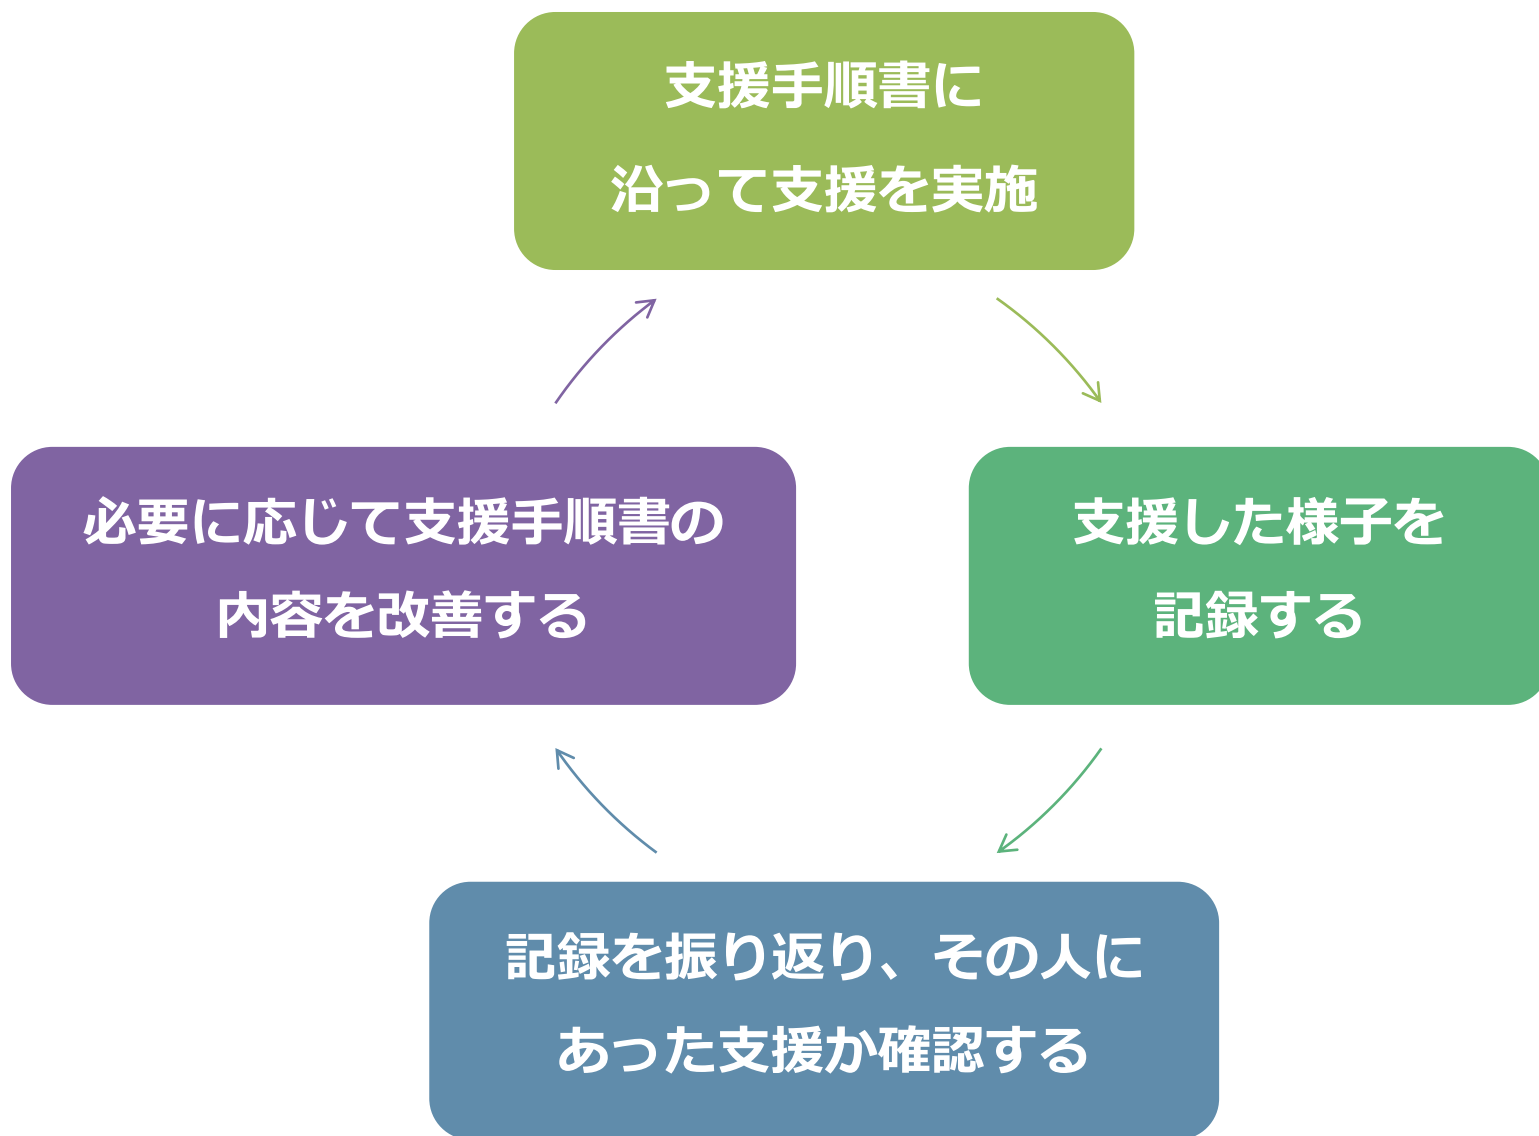 支援手順書に
沿って支援を実施
必要に応じて支援手順書の
内容を改善する
支援した様子を
記録する
記録を振り返り、その人に
あった支援か確認する